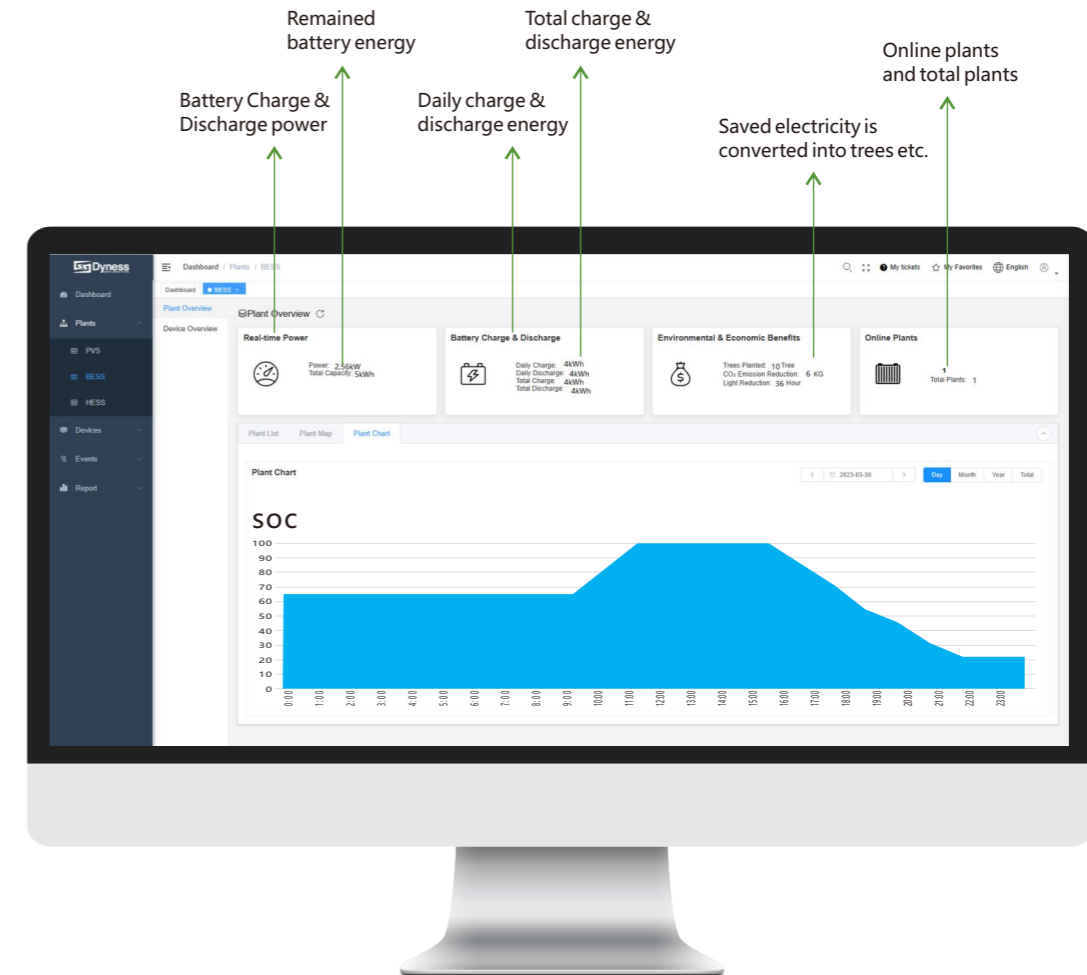 Remained
battery energy
Total charge &
discharge energy
Online plants
and total plants
Battery Charge &
Discharge power
Daily charge &
discharge energy
Saved electricity is
converted into trees etc.
Dyness
Dashboard / Plants / BESS
My tickets
My Favorites
English
Dashboard
BESS
Dashboard
Plants
PVS
BESS
HESS
Devices
Events
Report
Plant Overview
Device Overview
Plant Overview
Real-time Power
Power: 2.56kW
Total Capacity: 5kWh
Battery Charge & Discharge
Daily Charge: 4kWh
Daily Discharge: 4kWh
Total Charge: 4kWh
Total Discharge: 4kWh
Environmental & Economic Benefits
Trees Planted: 10 Tree
CO₂ Emission Reduction: 6 KG
Light Reduction: 36 Hour
Online Plants
1
Total Plants: 1
Plant List Plant Map Plant Chart
Plant Chart
< 2023-03-30 >
Day Month Year Total
SOC
100
90
80
70
60
50
40
30
20
10
0
0:00 1:00 2:00 3:00 4:00 5:00 6:00 7:00 8:00 9:00 10:00 11:00 12:00 13:00 14:00 15:00 16:00 17:00 18:00 19:00 20:00 21:00 22:00 23:00